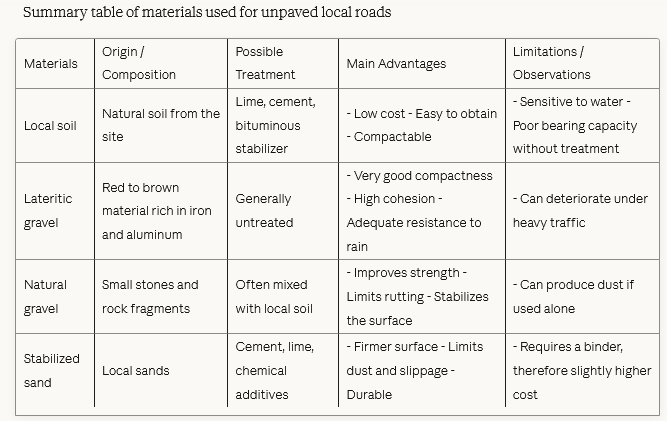 Summary table of materials used for unpaved local roads
Materials
Origin /
Composition
Possible
Treatment
Main Advantages
Limitations /
Observations
Local soil
Natural soil from the
site
Lime, cement,
bituminous
stabilizer
- Low cost - Easy to obtain
- Compactable
- Sensitive to water -
Poor bearing capacity
without treatment
Lateritic
gravel
Red to brown
material rich in iron
and aluminum
Generally
untreated
- Very good compactness
- High cohesion -
Adequate resistance to
rain
- Can deteriorate under
heavy traffic
Natural
gravel
Small stones and
rock fragments
Often mixed
with local soil
- Improves strength -
Limits rutting - Stabilizes
the surface
- Can produce dust if
used alone
Stabilized
sand
Local sands
Cement, lime,
chemical
additives
- Firmer surface - Limits
dust and slippage -
Durable
- Requires a binder,
therefore slightly higher
cost